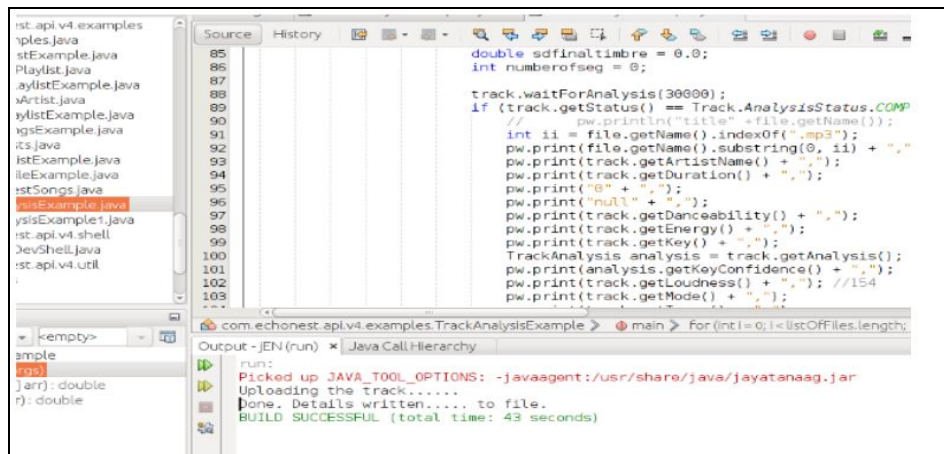 est.api.v4.examples
nples.java
stExample.java
Playlist.java
aylistExample.java
Artist.java
aylistExample.java
ngsExample.java
ts.java
istExample.java
ileExample.java
estSongs.java
ysisExample.java
ysisExample1.java
est.api.v4.shell
DevShell.java
est.api.v4.util
<empty>
ample
args)
] arr) : double
r) : double
Source History
85 double sdfinaltimbre = 0.0;
86 int numberofseg = 0;
87
88 track.waitForAnalysis(30000);
89 if (track.getStatus() == Track.AnalysisStatus.COMP
90 // pw.println("title" +file.getName());
91 int ii = file.getName().indexOf(".mp3");
92 pw.print(file.getName().substring(0, ii) + ","
93 pw.print(track.getArtistName() + ",");
94 pw.print(track.getDuration() + ",");
95 pw.print("0" + ",");
96 pw.print("null" + ",");
97 pw.print(track.getDanceability() + ",");
98 pw.print(track.getEnergy() + ",");
99 pw.print(track.getKey() + ",");
100 TrackAnalysis analysis = track.getAnalysis();
101 pw.print(analysis.getKeyConfidence() + ",");
102 pw.print(track.getLoudness() + ","); //154
103 pw.print(track.getMode() + ",");
com.echonest.api.v4.examples.TrackAnalysisExample main for (int i = 0; i < listOfFiles.length;
Output - jEN (run) × Java Call Hierarchy
run:
Picked up JAVA_TOOL_OPTIONS: -javaagent:/usr/share/java/jayatanaag.jar
Uploading the track......
Done. Details written..... to file.
BUILD SUCCESSFUL (total time: 43 seconds)